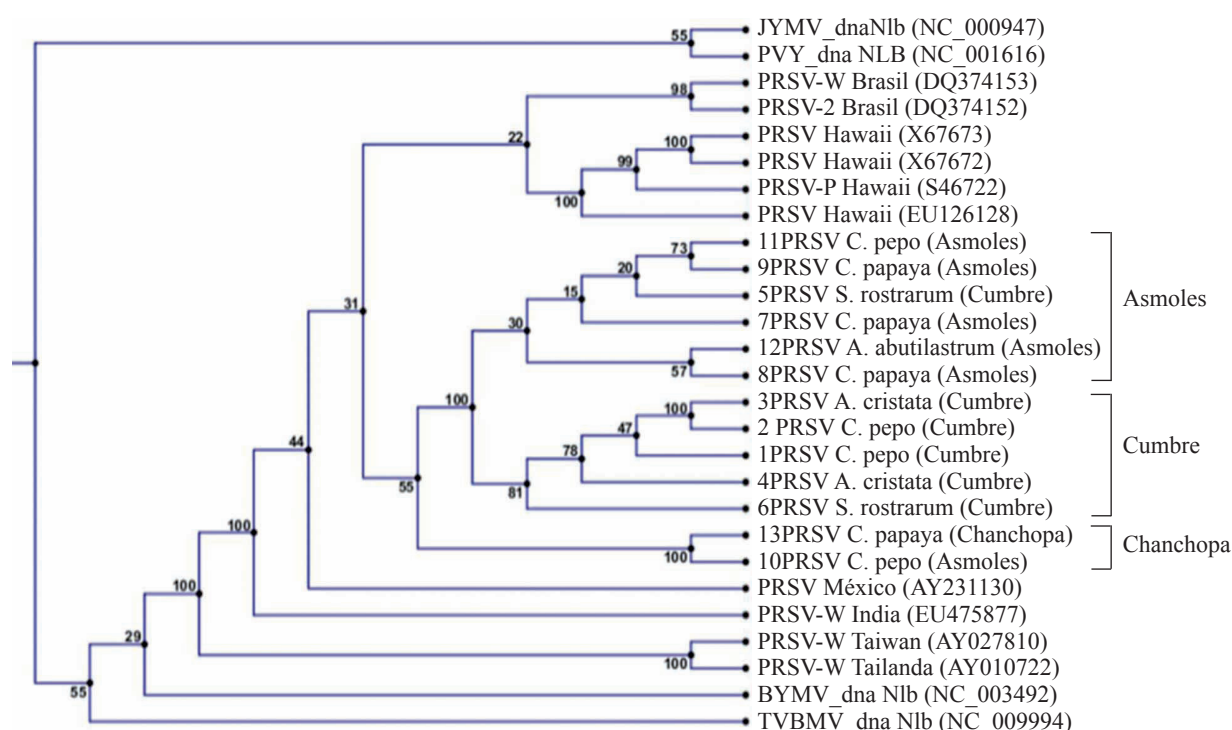 55
JYMV_dnaNlb (NC_000947)
PVY_dna NLB (NC_001616)
98
PRSV-W Brasil (DQ374153)
PRSV-2 Brasil (DQ374152)
22
100
PRSV Hawaii (X67673)
PRSV Hawaii (X67672)
99
PRSV-P Hawaii (S46722)
100
PRSV Hawaii (EU126128)
73
11PRSV C. pepo (Asmoles)
9PRSV C. papaya (Asmoles)
20
5PRSV S. rostrarum (Cumbre)
15
7PRSV C. papaya (Asmoles)
30
12PRSV A. abutilastrum (Asmoles)
57
8PRSV C. papaya (Asmoles)
Asmoles
31
100
100
3PRSV A. cristata (Cumbre)
2 PRSV C. pepo (Cumbre)
47
1PRSV C. pepo (Cumbre)
78
4PRSV A. cristata (Cumbre)
81
6PRSV S. rostrarum (Cumbre)
Cumbre
44
55
13PRSV C. papaya (Chanchopa)
100
10PRSV C. pepo (Asmoles)
Chanchopa
PRSV México (AY231130)
100
PRSV-W India (EU475877)
100
PRSV-W Taiwan (AY027810)
100
PRSV-W Tailanda (AY010722)
29
BYMV_dna Nlb (NC_003492)
55
TVBMV_dna Nlb (NC_009994)